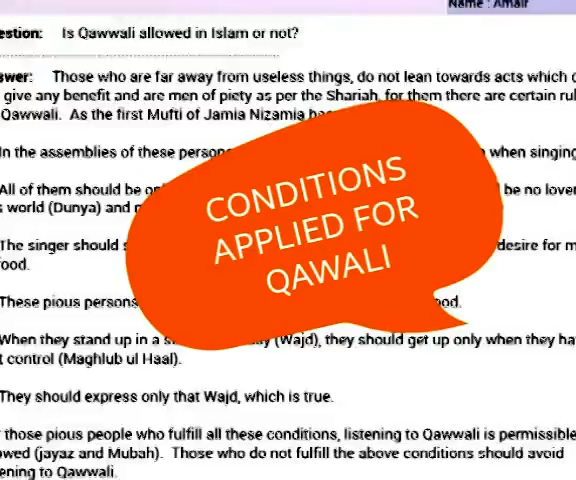 Name : Amair
estion: Is Qawwali allowed in Islam or not?
swer: Those who are far away from useless things, do not lean towards acts which
give any benefit and are men of piety as per the Shariah, for them there are certain rul
Qawwali. As the first Mufti of Jamia Nizamia
In the assemblies of these person when singing
All of them should be be no love
s world (Dunya) and
The singer should desire for m
ood.
These pious persons ood.
When they stand up in a (Wajd), they should get up only when they ha
t control (Maghlub ul Haal).
They should express only that Wajd, which is true.
those pious people who fulfill all these conditions, listening to Qawwali is permissible
owed (jayaz and Mubah). Those who do not fulfill the above conditions should avoid
ening to Qawwali.
CONDITIONS
APPLIED FOR
QAWALI